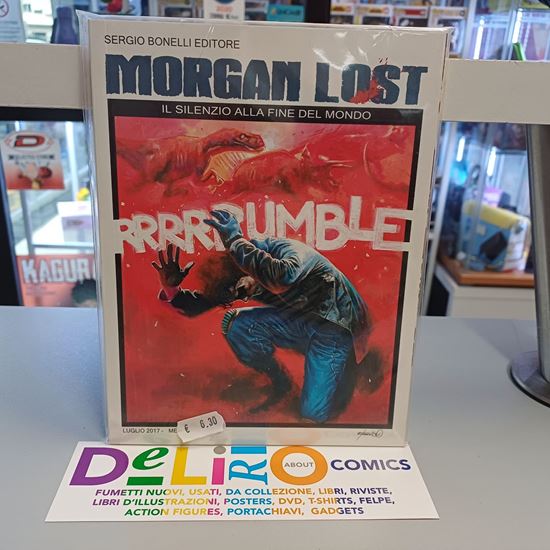 SERGIO BONELLI EDITORE
MORGAN LOST
IL SILENZIO ALLA FINE DEL MONDO
RRRRRUMBLE
LUGLIO 2017 -
€ 6,30
KAGUR
DeLiRiO ABOUT COMICS
FUMETTI NUOVI, USATI, DA COLLEZIONE, LIBRI, RIVISTE,
LIBRI D'ILLUSTRAZIONI, POSTERS, DVD, T-SHIRTS, FELPE,
ACTION FIGURES, PORTACHIAVI, GADGETS